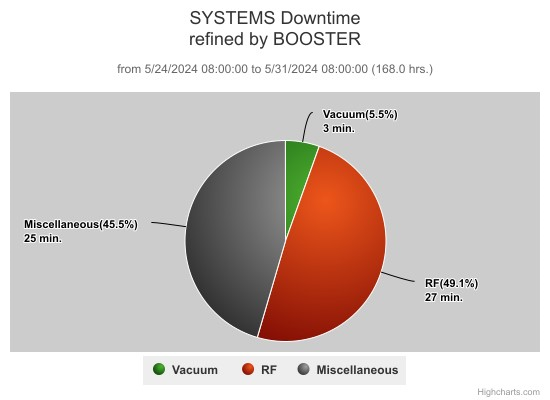 SYSTEMS Downtime
refined by BOOSTER
from 5/24/2024 08:00:00 to 5/31/2024 08:00:00 (168.0 hrs.)
Vacuum(5.5%)
3 min.
Miscellaneous(45.5%)
25 min.
RF(49.1%)
27 min.
Vacuum RF Miscellaneous
Highcharts.com